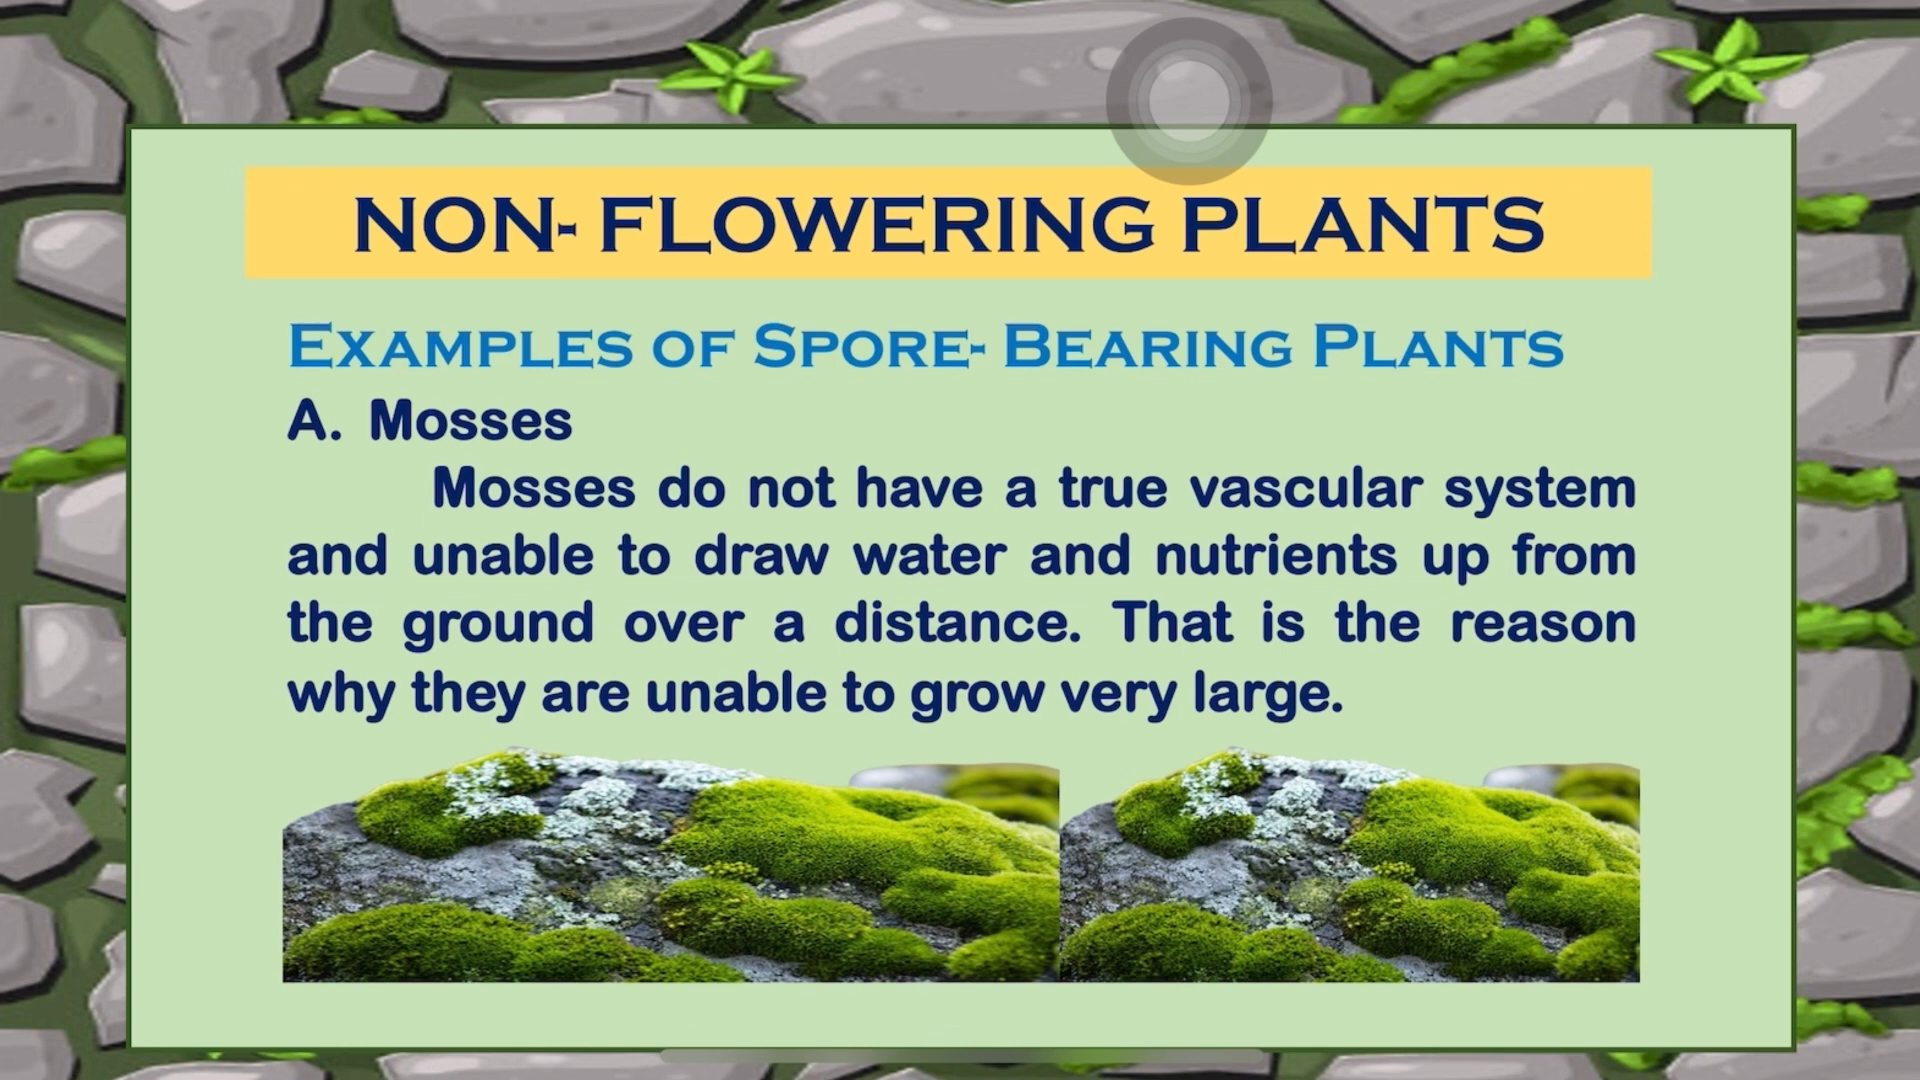 NON- FLOWERING PLANTS
EXAMPLES OF SPORE- BEARING PLANTS
A. Mosses
Mosses do not have a true vascular system
and unable to draw water and nutrients up from
the ground over a distance. That is the reason
why they are unable to grow very large.